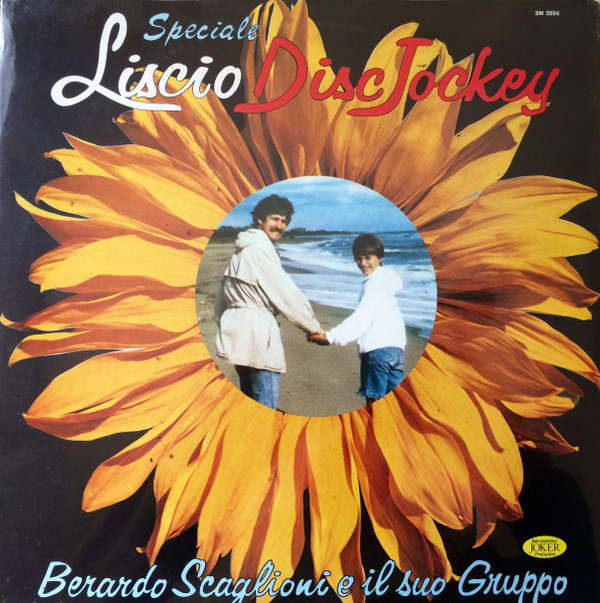 SM 3894
Speciale
Liscio Disc Jockey
International
JOKER
Production
Berardo Scaglioni e il suo Gruppo